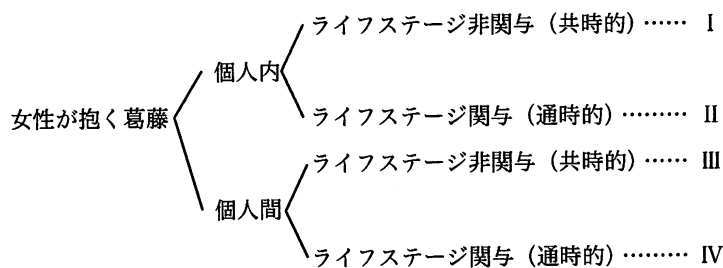 ライフステージ非関与（共時的）…… Ⅰ
個人内
ライフステージ関与（通時的）……… Ⅱ
女性が抱く葛藤
ライフステージ非関与（共時的）…… Ⅲ
個人間
ライフステージ関与（通時的）……… Ⅳ